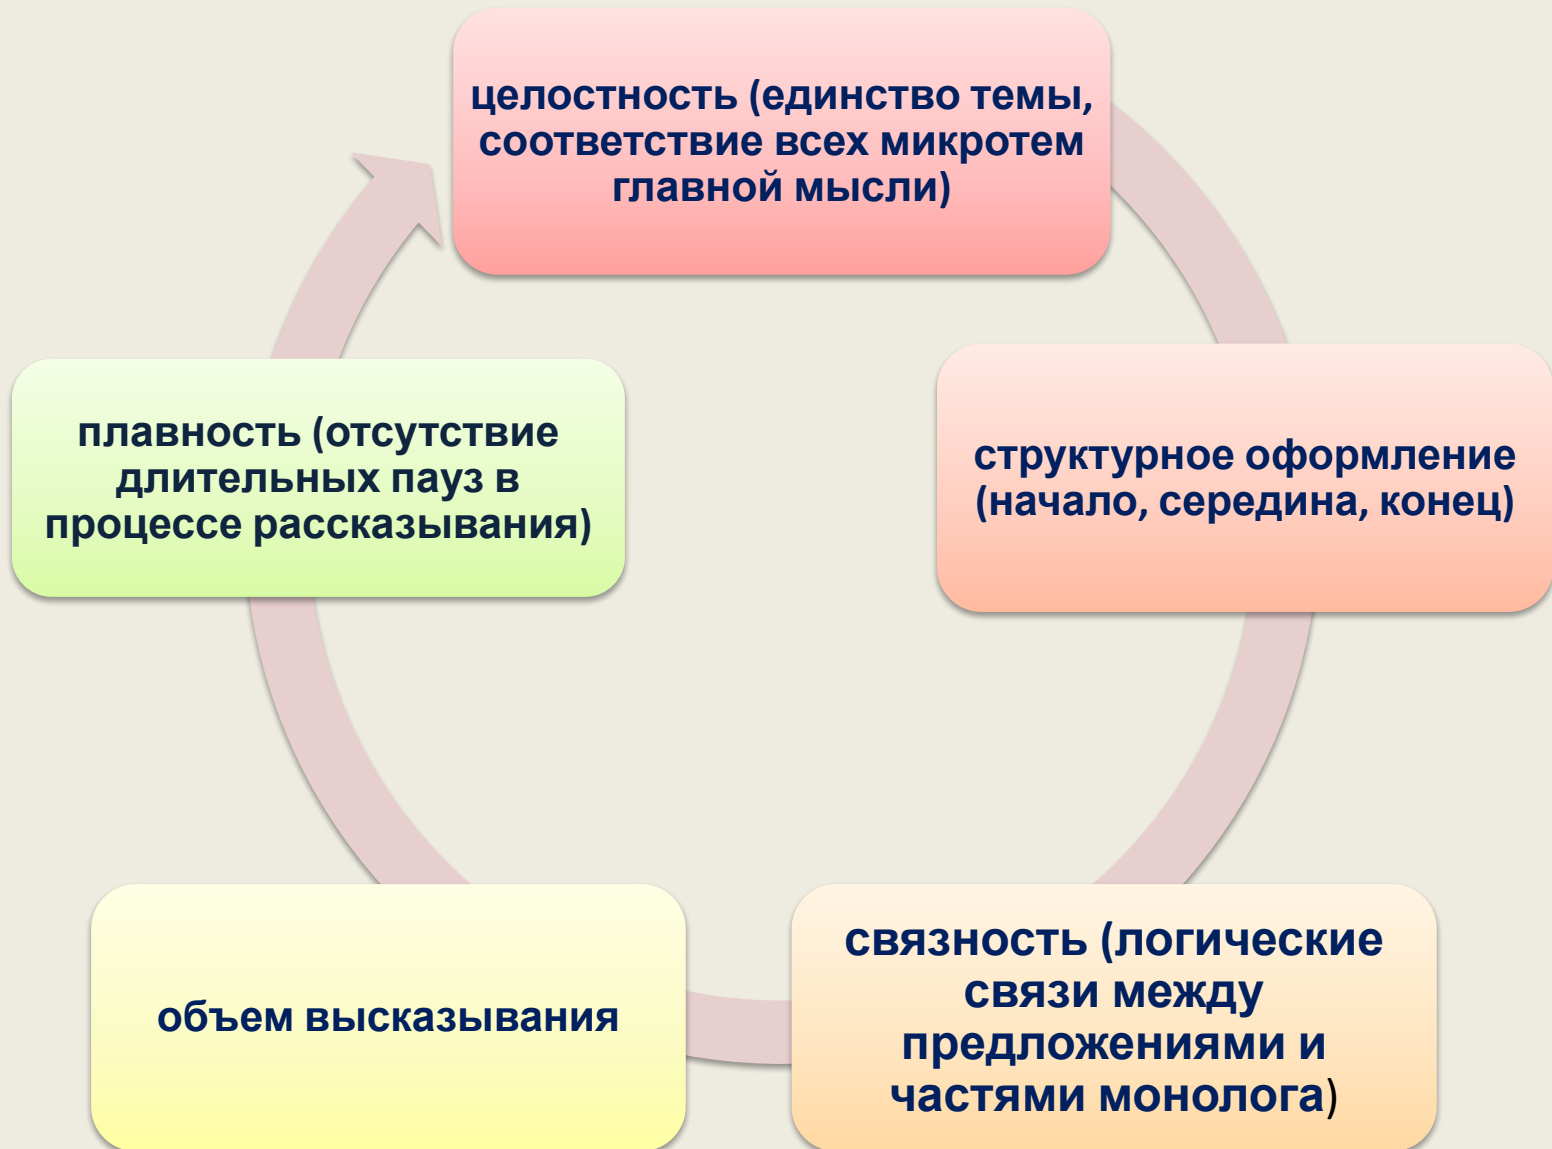 целостность (единство темы,
соответствие всех микротем
главной мысли)
структурное оформление
(начало, середина, конец)
связность (логические
связи между
предложениями и
частями монолога)
объем высказывания
плавность (отсутствие
длительных пауз в
процессе рассказывания)